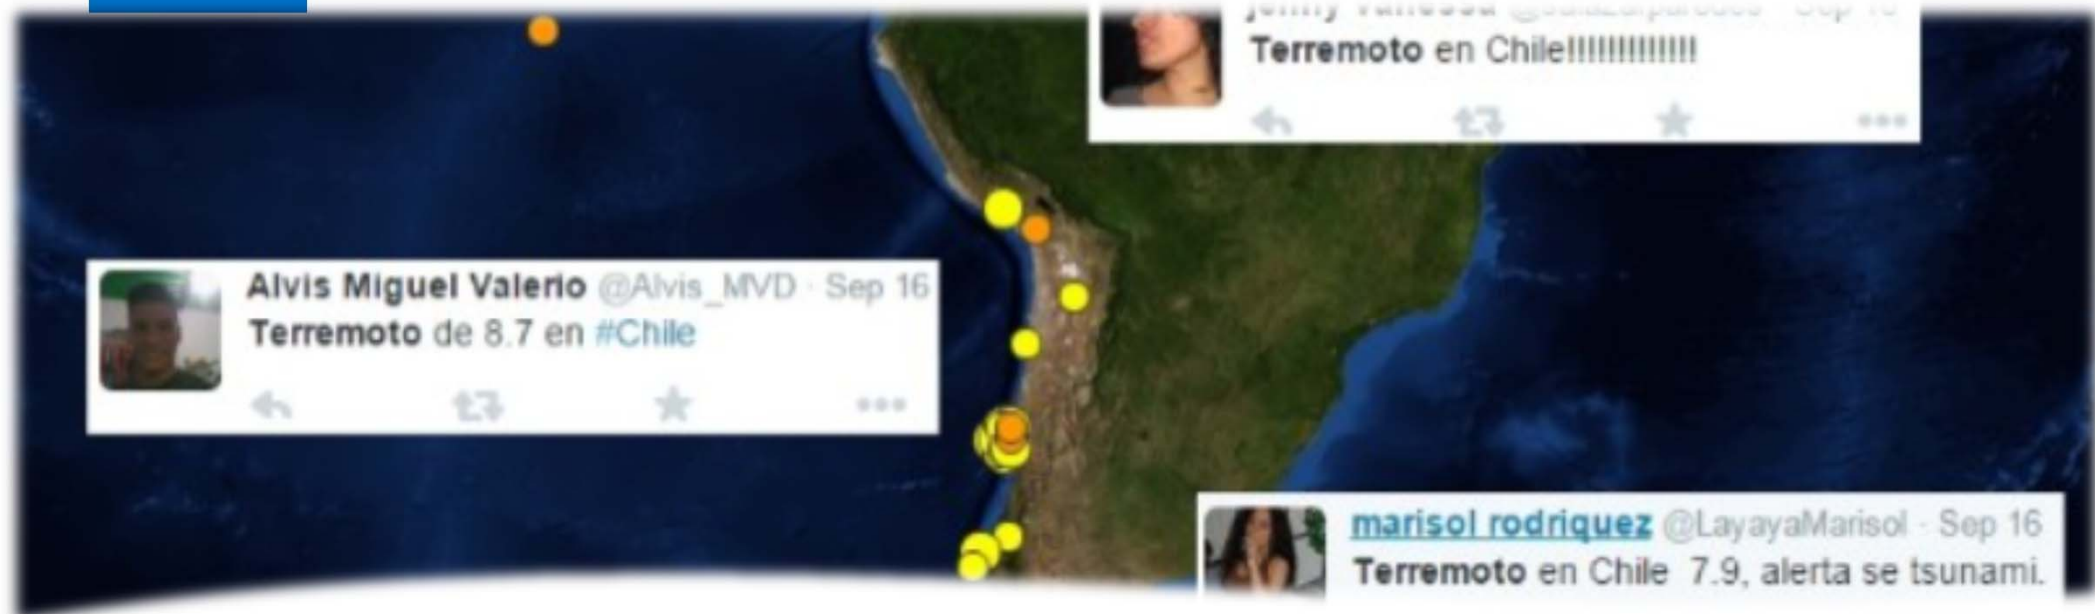 Terremoto en Chile!!!!!!!!!!!!!!
Alvis Miguel Valerio @Alvis_MVD · Sep 16
Terremoto de 8.7 en #Chile
marisol rodriquez @LayayaMarisol · Sep 16
Terremoto en Chile 7.9, alerta se tsunami.